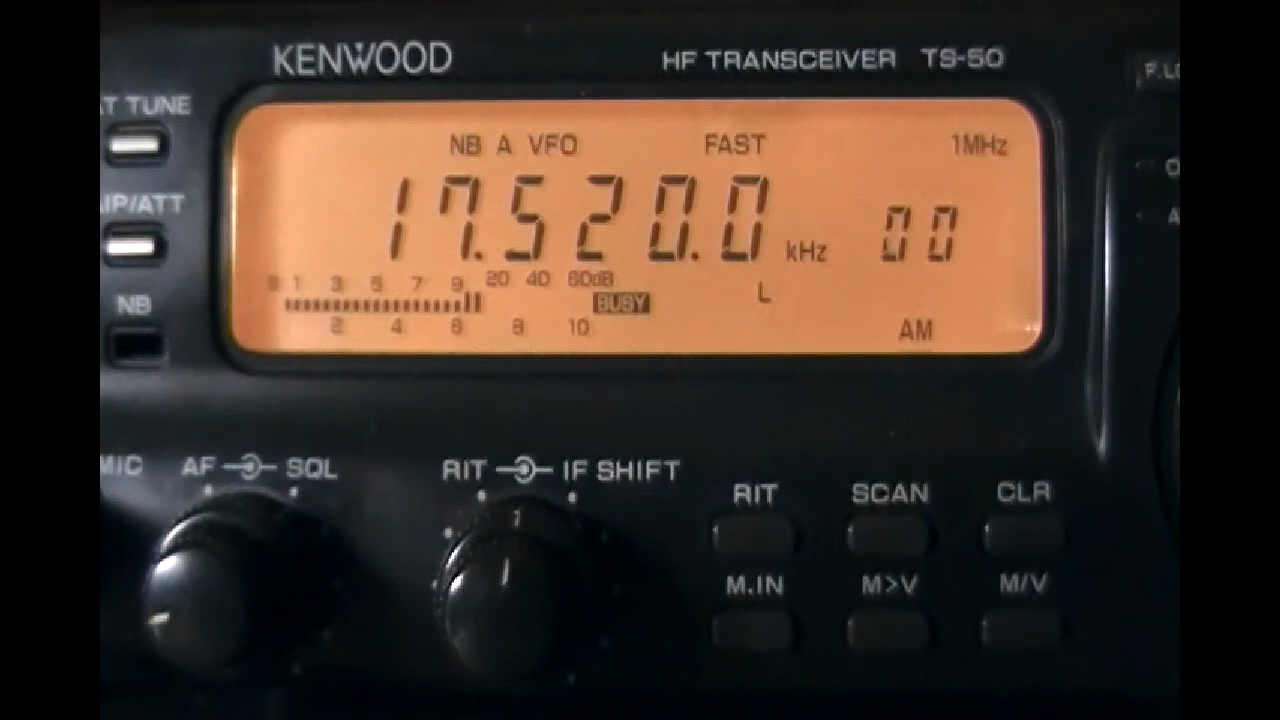 KENWOOD HF TRANSCEIVER TS-50
F.LO
AT TUNE
NB A VFO FAST 1MHz
17.520.0 kHz 00
AIP/ATT
S 1 3 5 7 9 20 40 60dB
BUSY L
NB
2 4 6 8 10 AM
MIC AF SQL RIT IF SHIFT
RIT SCAN CLR
M.IN M>V M/V